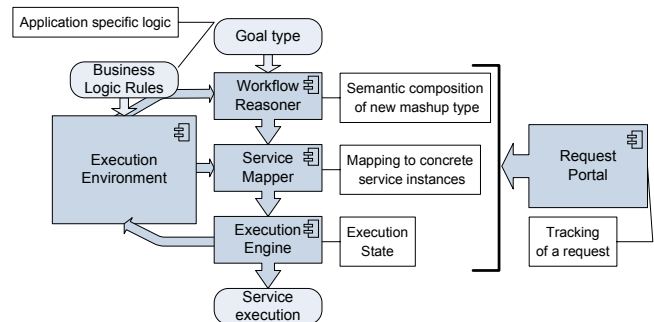 Application specific logic
Goal type
Business
Logic Rules
Workflow
Reasoner
Semantic composition
of new mashup type
Execution
Environment
Service
Mapper
Mapping to concrete
service instances
Request
Portal
Execution
Engine
Execution
State
Tracking
of a request
Service
execution